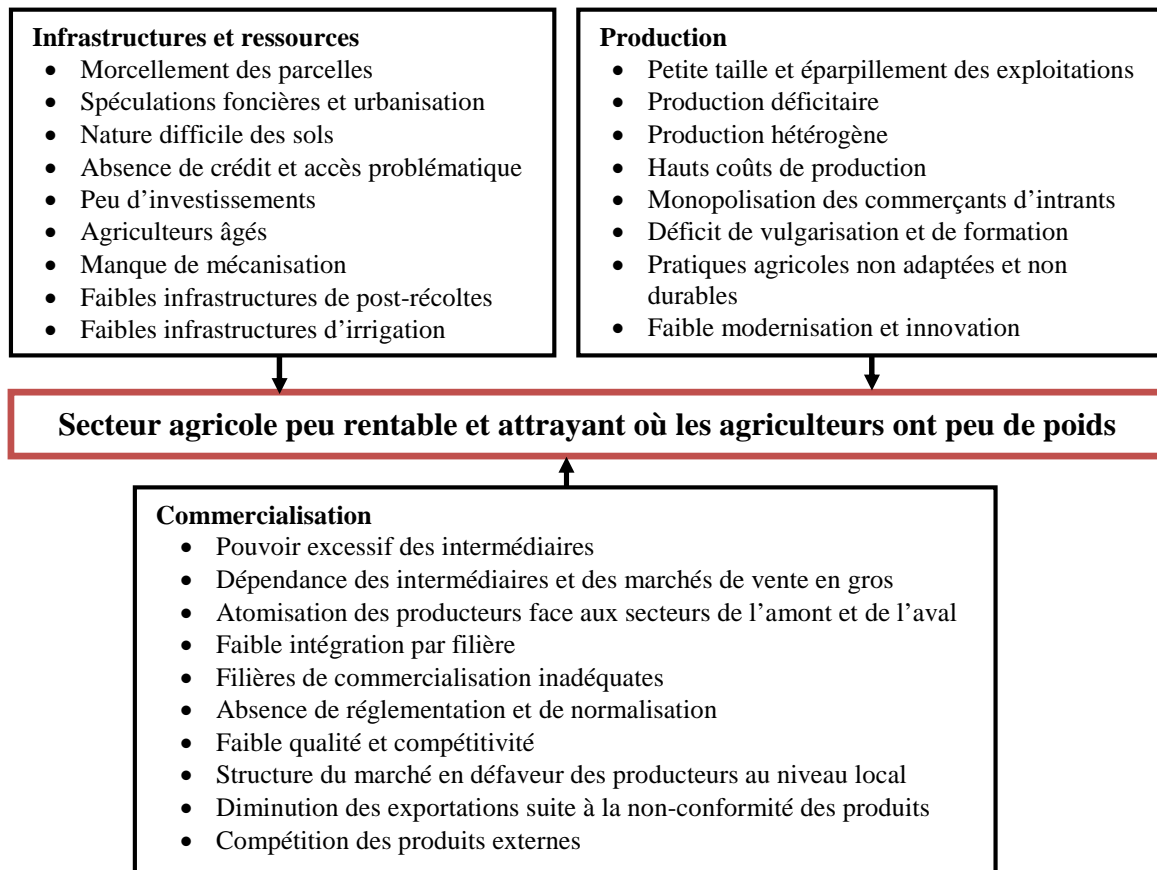 Infrastructures et ressources
• Morcellement des parcelles
• Spéculations foncières et urbanisation
• Nature difficile des sols
• Absence de crédit et accès problématique
• Peu d’investissements
• Agriculteurs âgés
• Manque de mécanisation
• Faibles infrastructures de post-récoltes
• Faibles infrastructures d’irrigation
Production
• Petite taille et éparpillement des exploitations
• Production déficitaire
• Production hétérogène
• Hauts coûts de production
• Monopolisation des commerçants d’intrants
• Déficit de vulgarisation et de formation
• Pratiques agricoles non adaptées et non
durables
• Faible modernisation et innovation
Secteur agricole peu rentable et attrayant où les agriculteurs ont peu de poids
Commercialisation
• Pouvoir excessif des intermédiaires
• Dépendance des intermédiaires et des marchés de vente en gros
• Atomisation des producteurs face aux secteurs de l’amont et de l’aval
• Faible intégration par filière
• Filières de commercialisation inadéquates
• Absence de réglementation et de normalisation
• Faible qualité et compétitivité
• Structure du marché en défaveur des producteurs au niveau local
• Diminution des exportations suite à la non-conformité des produits
• Compétition des produits externes